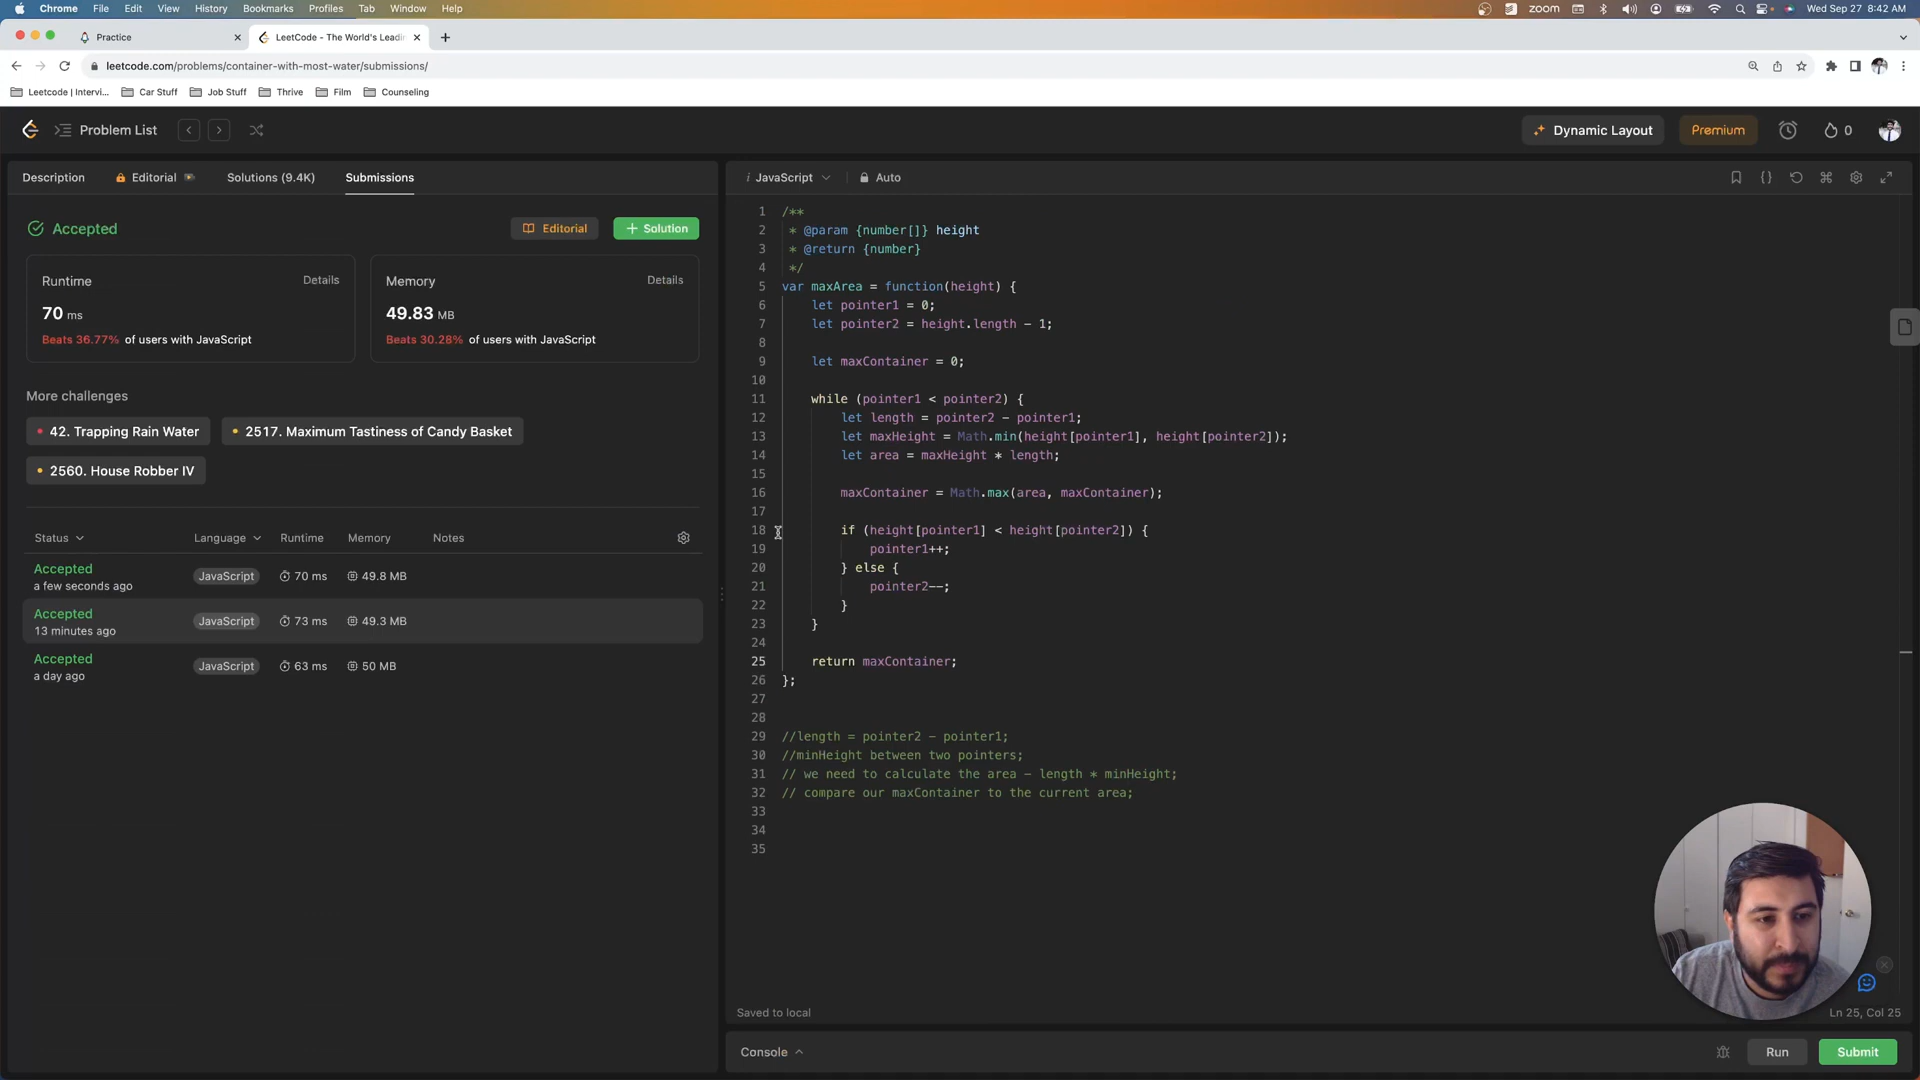 Chrome File Edit View History Bookmarks Profiles Tab Window Help
zoom Wed Sep 27 8:42 AM
Practice
LeetCode - The World's Leadi
leetcode.com/problems/container-with-most-water/submissions/
Leetcode | Intervi... Car Stuff Job Stuff Thrive Film Counseling
Problem List
Dynamic Layout Premium 0
Description Editorial Solutions (9.4K) Submissions
JavaScript Auto
Accepted
Editorial + Solution
Runtime Details
70 ms
Beats 36.77% of users with JavaScript
Memory Details
49.83 MB
Beats 30.28% of users with JavaScript
More challenges
42. Trapping Rain Water 2517. Maximum Tastiness of Candy Basket
2560. House Robber IV
Status Language Runtime Memory Notes
Accepted
a few seconds ago
JavaScript 70 ms 49.8 MB
Accepted
13 minutes ago
JavaScript 73 ms 49.3 MB
Accepted
a day ago
JavaScript 63 ms 50 MB
1 /**
2 * @param {number[]} height
3 * @return {number}
4 */
5 var maxArea = function(height) {
6 let pointer1 = 0;
7 let pointer2 = height.length - 1;
8
9 let maxContainer = 0;
10
11 while (pointer1 < pointer2) {
12 let length = pointer2 - pointer1;
13 let maxHeight = Math.min(height[pointer1], height[pointer2]);
14 let area = maxHeight * length;
15
16 maxContainer = Math.max(area, maxContainer);
17
18 if (height[pointer1] < height[pointer2]) {
19 pointer1++;
20 } else {
21 pointer2--;
22 }
23 }
24
25 return maxContainer;
26 };
27
28
29 //length = pointer2 - pointer1;
30 //minHeight between two pointers;
31 // we need to calculate the area - length * minHeight;
32 // compare our maxContainer to the current area;
33
34
35
Saved to local
Ln 25, Col 25
Console
Run Submit